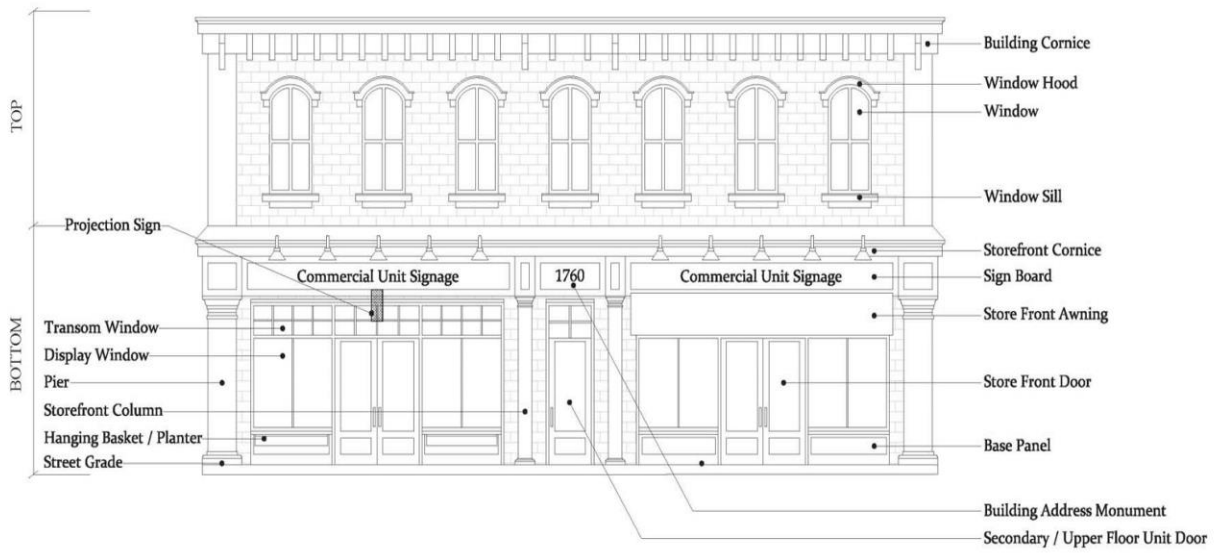 TOP
BOTTOM
Building Cornice
Window Hood
Window
Window Sill
Projection Sign
Storefront Cornice
Commercial Unit Signage
1760
Commercial Unit Signage
Sign Board
Store Front Awning
Transom Window
Display Window
Pier
Store Front Door
Storefront Column
Hanging Basket / Planter
Base Panel
Street Grade
Building Address Monument
Secondary / Upper Floor Unit Door